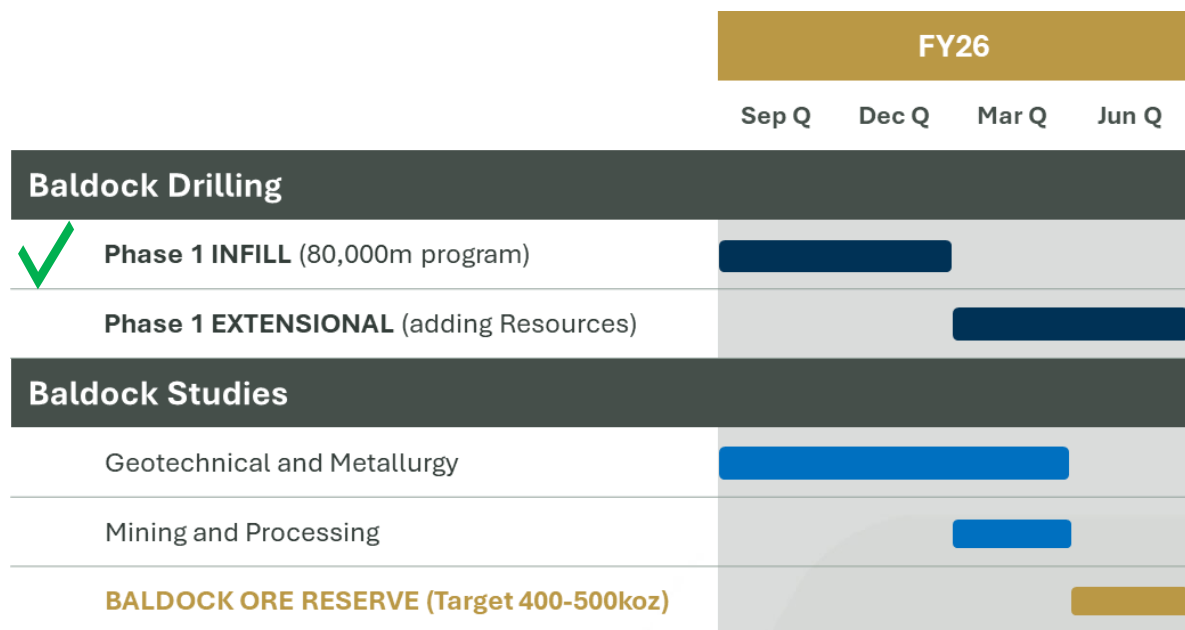 FY26
Sep Q Dec Q Mar Q Jun Q
Baldock Drilling
Phase 1 INFILL (80,000m program)
Phase 1 EXTENSIONAL (adding Resources)
Baldock Studies
Geotechnical and Metallurgy
Mining and Processing
BALDOCK ORE RESERVE (Target 400-500koz)